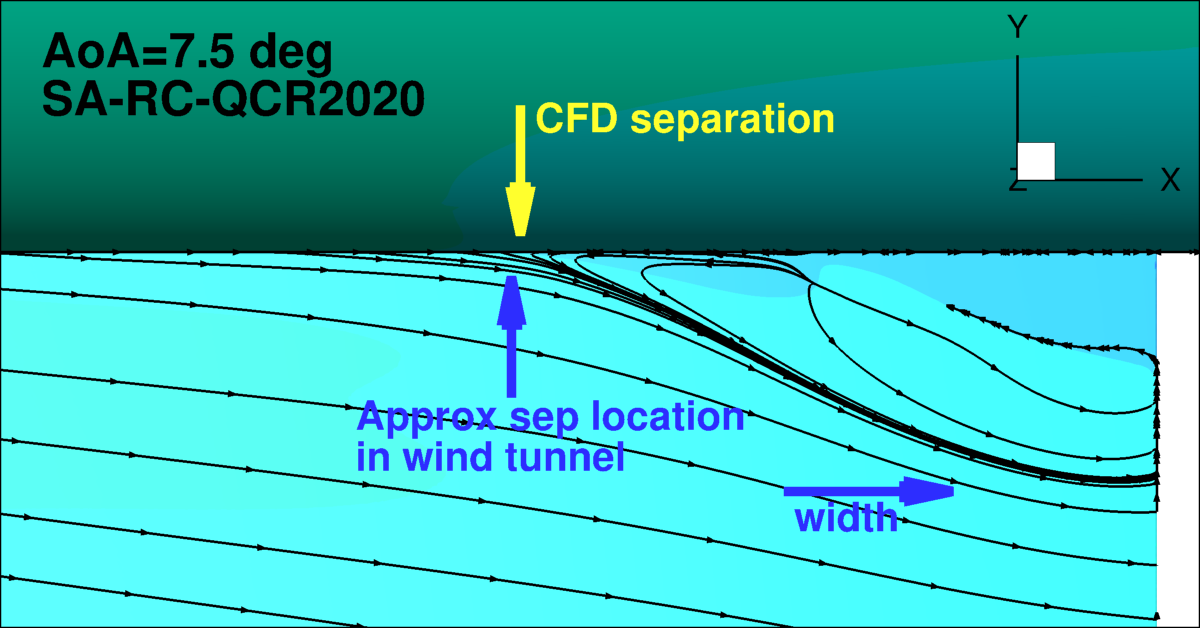 AoA=7.5 deg
SA-RC-QCR2020
CFD separation
Y
Z
X
Approx sep location
in wind tunnel
width